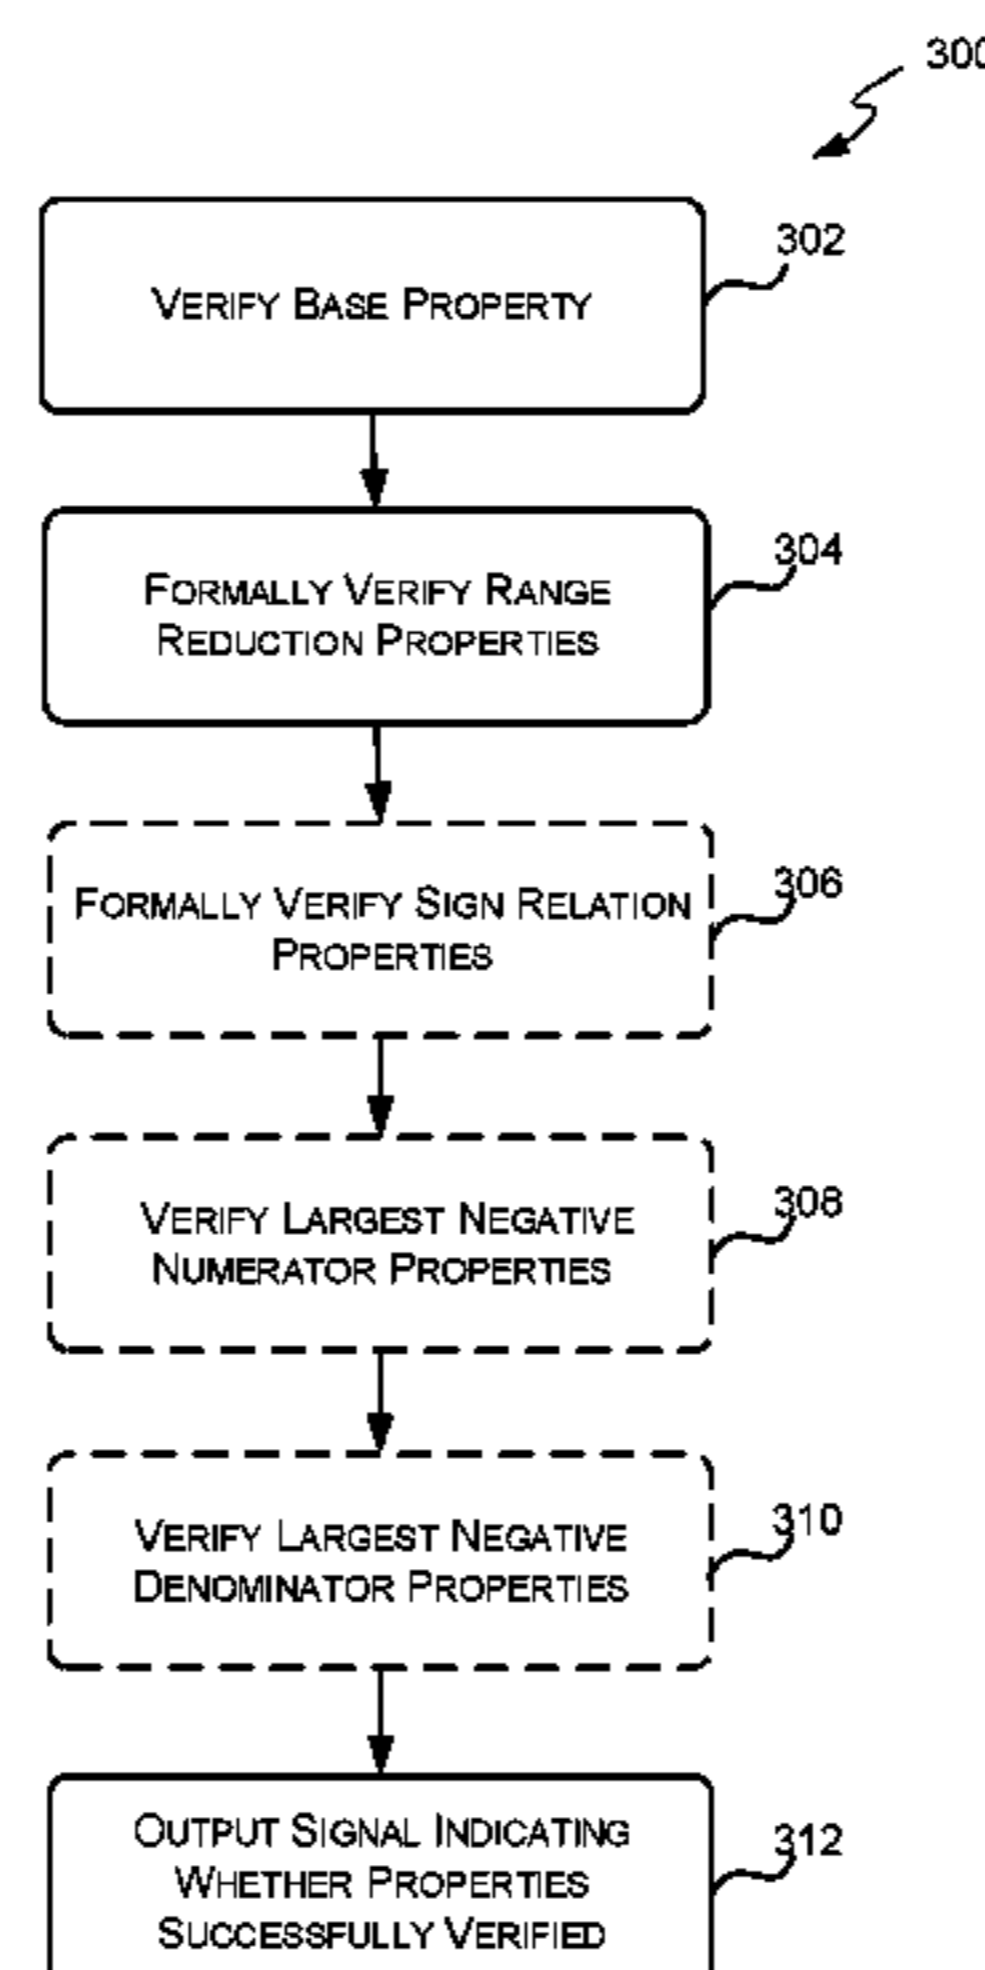 300
302
VERIFY BASE PROPERTY
304
FORMALLY VERIFY RANGE
REDUCTION PROPERTIES
306
FORMALLY VERIFY SIGN RELATION
PROPERTIES
308
VERIFY LARGEST NEGATIVE
NUMERATOR PROPERTIES
310
VERIFY LARGEST NEGATIVE
DENOMINATOR PROPERTIES
312
OUTPUT SIGNAL INDICATING
WHETHER PROPERTIES
SUCCESSFULLY VERIFIED